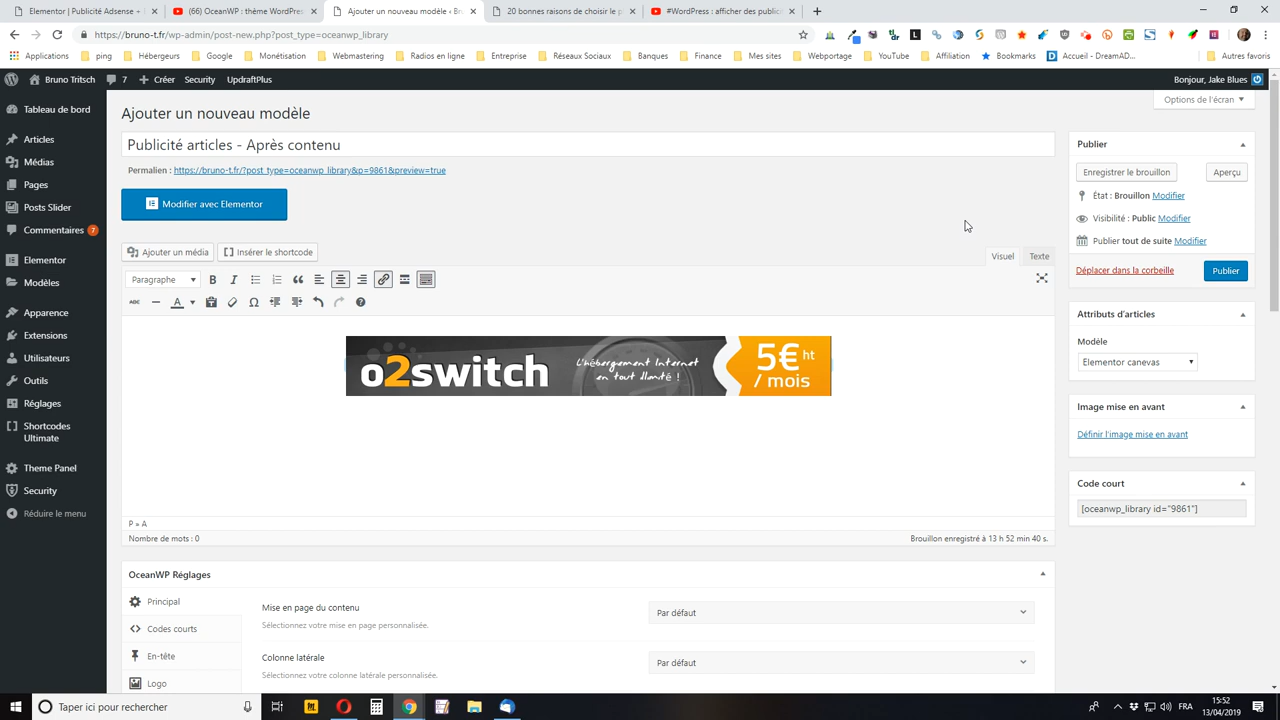 Elementor | Publicité Adsense +
(66) OceanWP : thème WordPres
Ajouter un nouveau modèle ‹ Bru
20 bonnes raisons de choisir le p
#WordPress : afficher des public
https://bruno-t.fr/wp-admin/post-new.php?post_type=oceanwp_library
Applications
Monétisations
ping
Hébergeurs
Google
Monétisation
Webmastering
Radios en ligne
Entreprise
Réseaux Sociaux
Banques
Finance
Mes sites
Webportage
YouTube
Affiliation
Bookmarks
Accueil - DreamAD...
Autres favoris
Bruno Tritsch
7
Créer
Security
UpdraftPlus
Bonjour, Jake Blues
Tableau de bord
Articles
Médias
Pages
Posts Slider
Commentaires 7
Elementor
Modèles
Apparence
Extensions
Utilisateurs
Outils
Réglages
Shortcodes
Ultimate
Theme Panel
Security
Réduire le menu
Options de l'écran
Ajouter un nouveau modèle
Publicité articles - Après contenu
Permalien : https://bruno-t.fr/?post_type=oceanwp_library&p=9861&preview=true
Modifier avec Elementor
Ajouter un média
Insérer le shortcode
Visuel
Texte
Paragraphe
ABC
o2switch
L'hébergement Internet
en tout Illimité !
5€ ht
/ mois
P » A
Nombre de mots : 0
Brouillon enregistré à 13 h 52 min 40 s.
OceanWP Réglages
Principal
Codes courts
En-tête
Logo
Mise en page du contenu
Sélectionnez votre mise en page personnalisée.
Par défaut
Colonne latérale
Sélectionnez votre colonne latérale personnalisée.
Par défaut
Publier
Enregistrer le brouillon
Aperçu
État : Brouillon Modifier
Visibilité : Public Modifier
Publier tout de suite Modifier
Déplacer dans la corbeille
Publier
Attributs d'articles
Modèle
Elementor canevas
Image mise en avant
Définir l'image mise en avant
Code court
[oceanwp_library id="9861"]
Taper ici pour rechercher
FRA
15:52
13/04/2019